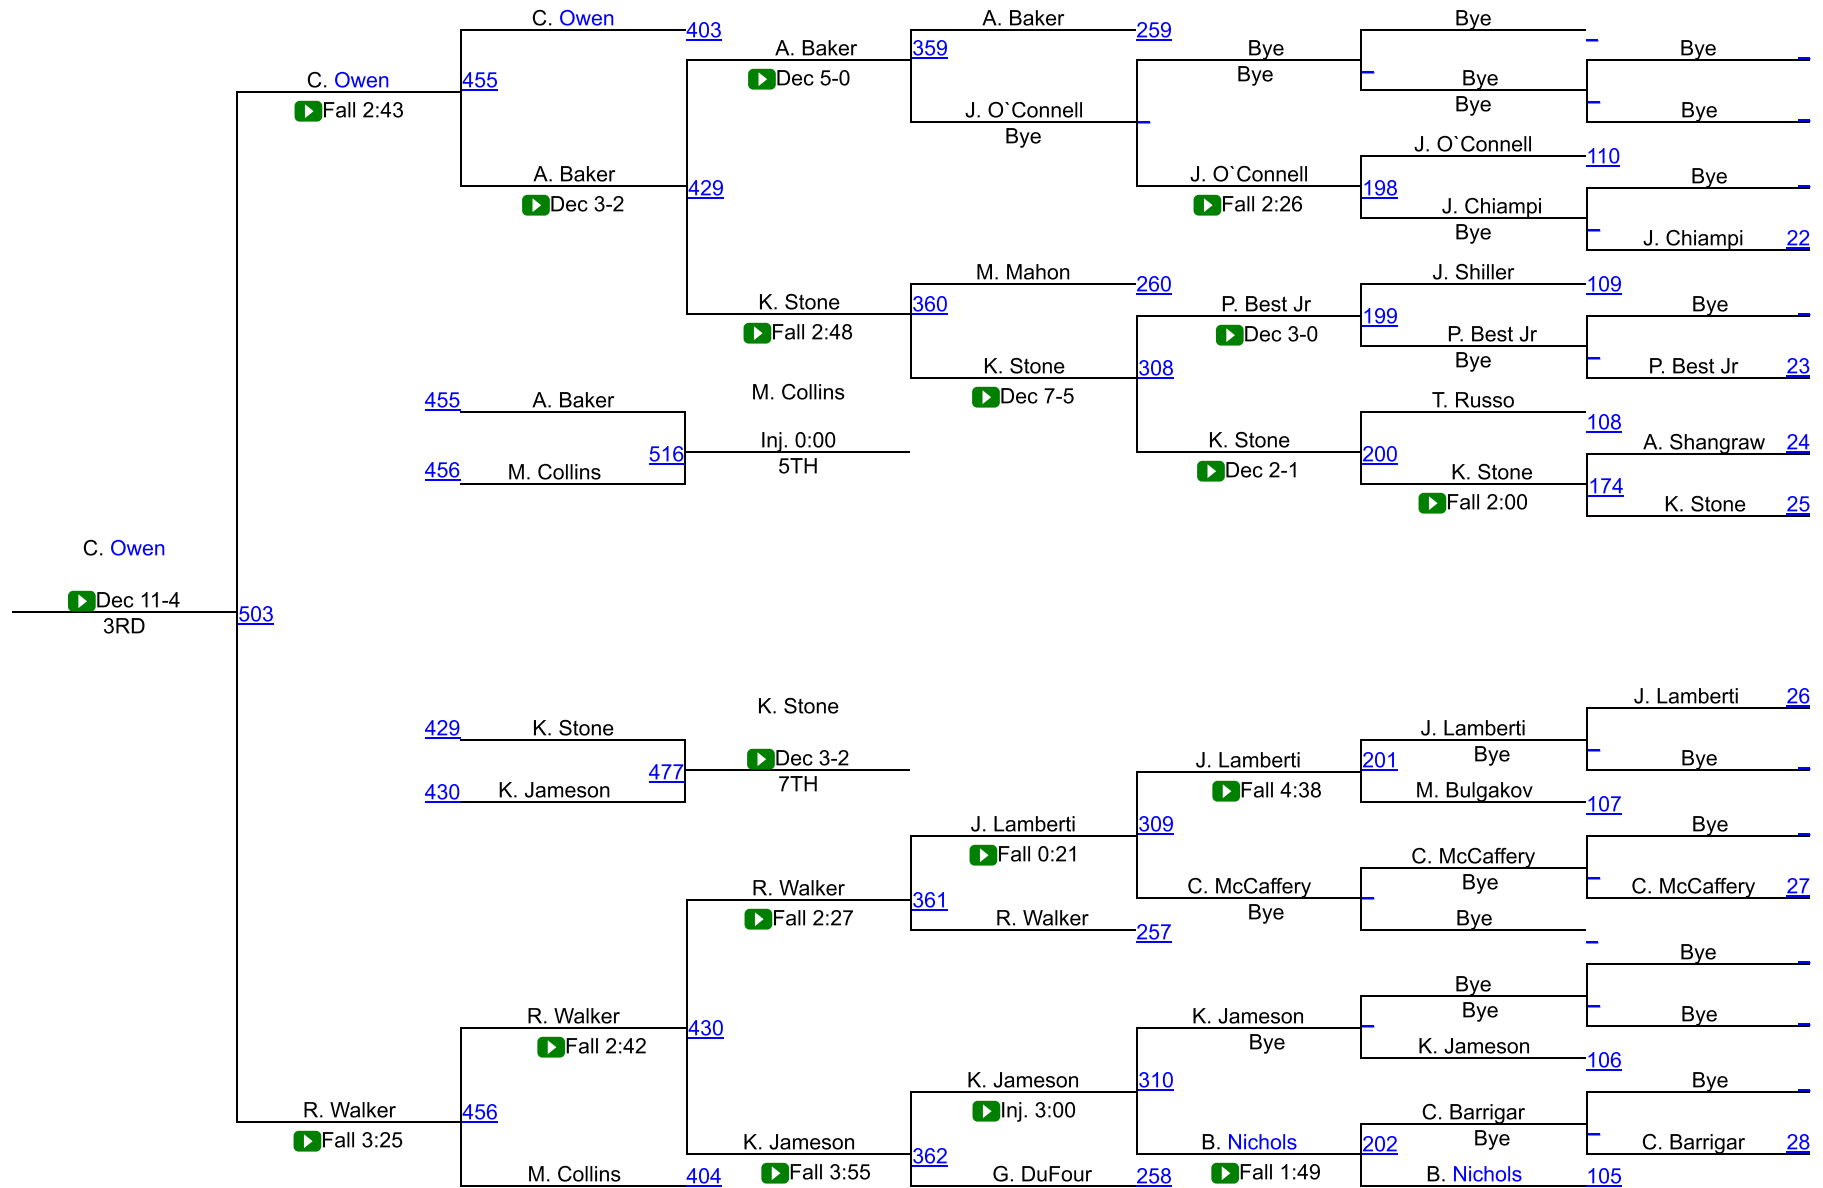 C. Owen
403
A. Baker
259
Bye
Bye
A. Baker
359
Bye
C. Owen
455
Dec 5-0
Bye
Bye
Fall 2:43
J. O`Connell
Bye
Bye
Bye
J. O`Connell
110
A. Baker
429
J. O`Connell
198
Bye
Dec 3-2
Fall 2:26
J. Chiampi
Bye
J. Chiampi
22
M. Mahon
260
J. Shiller
109
K. Stone
360
P. Best Jr
199
Bye
Fall 2:48
Dec 3-0
P. Best Jr
Bye
K. Stone
308
P. Best Jr
23
455
A. Baker
M. Collins
Dec 7-5
T. Russo
108
516
Inj. 0:00
K. Stone
200
A. Shangraw
24
456
M. Collins
5TH
Dec 2-1
K. Stone
174
Fall 2:00
K. Stone
25
C. Owen
Dec 11-4
503
3RD
J. Lamberti
26
429
K. Stone
K. Stone
J. Lamberti
477
Dec 3-2
J. Lamberti
201
Bye
Bye
430
K. Jameson
7TH
Fall 4:38
M. Bulgakov
107
J. Lamberti
309
Bye
Fall 0:21
C. McCaffery
R. Walker
361
C. McCaffery
Bye
C. McCaffery
27
Fall 2:27
R. Walker
257
Bye
Bye
Bye
R. Walker
430
K. Jameson
Bye
Bye
Bye
Fall 2:42
Bye
K. Jameson
106
K. Jameson
310
Bye
R. Walker
456
Inj. 3:00
C. Barrigar
Fall 3:25
K. Jameson
362
B. Nichols
202
Bye
C. Barrigar
28
M. Collins
404
Fall 3:55
G. DuFour
258
Fall 1:49
B. Nichols
105